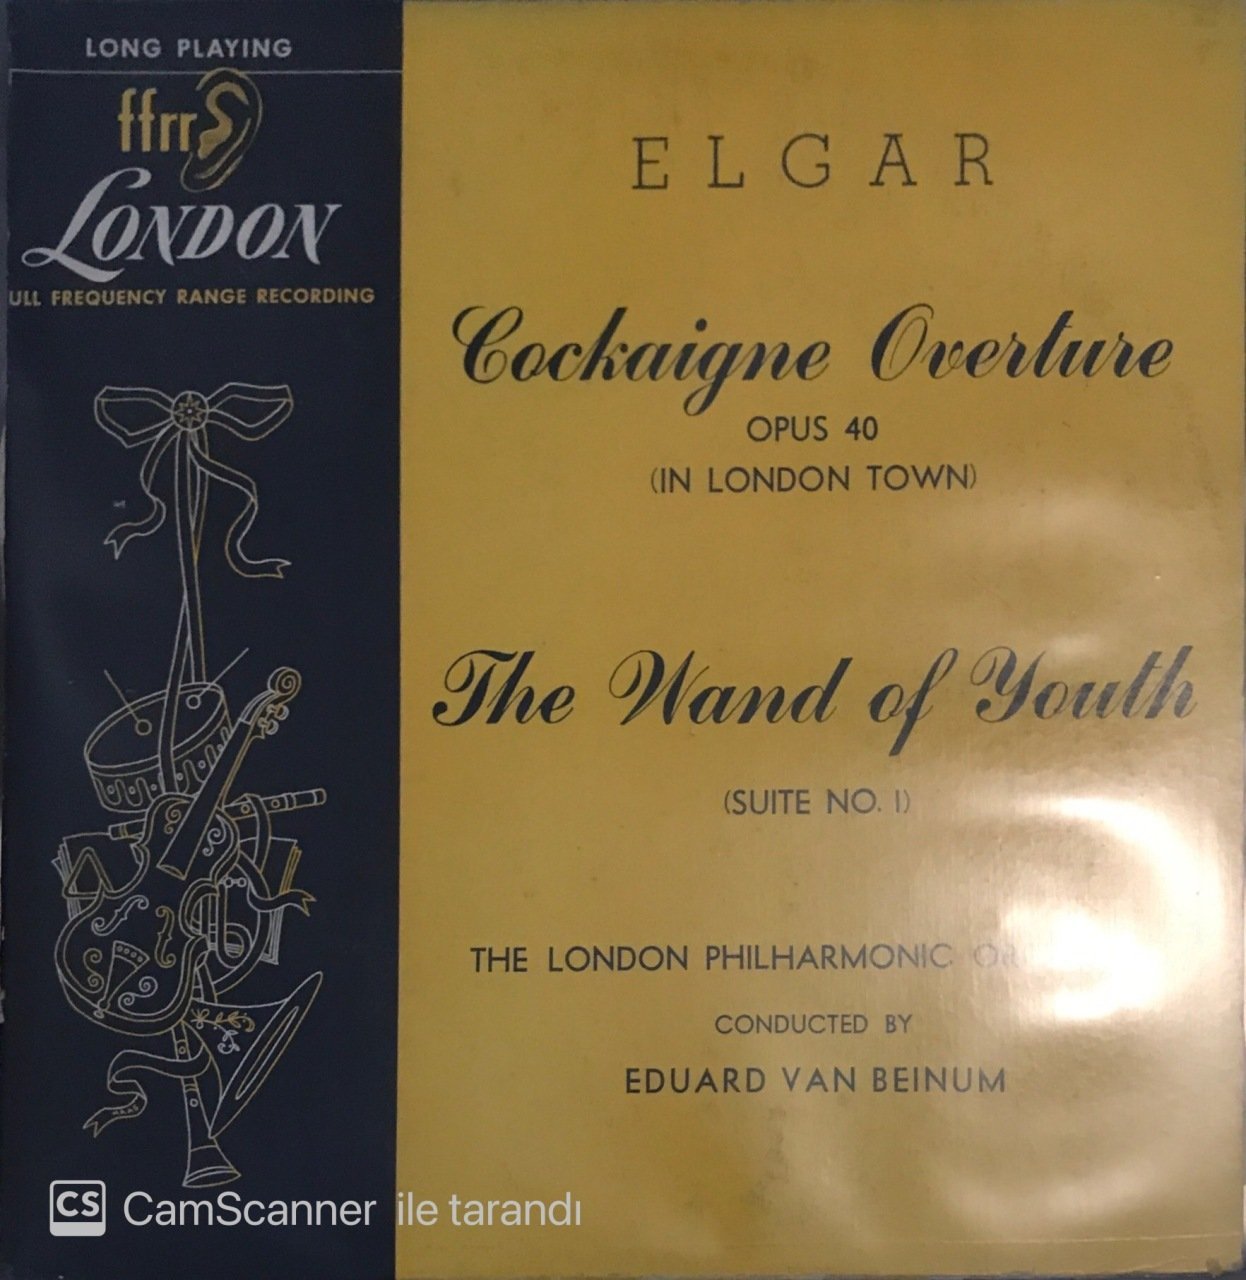 LONG PLAYING
ffrr
LONDON
ULL FREQUENCY RANGE RECORDING
ELGAR
Cockaigne Overture
OPUS 40
(IN LONDON TOWN)
The Wand of Youth
(SUITE NO. I)
THE LONDON PHILHARMONIC
CONDUCTED BY
EDUARD VAN BEINUM
HAAS
CS CamScanner ile tarandı